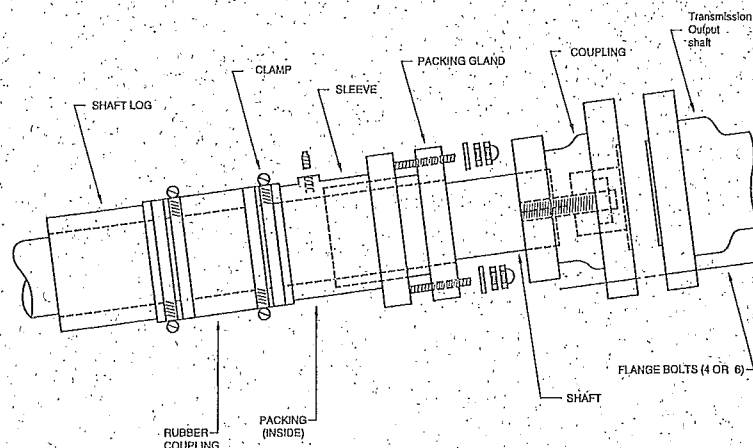 Transmission
Output
shaft
COUPLING
PACKING GLAND
CLAMP
SLEEVE
SHAFT LOG
FLANGE BOLTS (4 OR 6)
SHAFT
PACKING
(INSIDE)
RUBBER
COUPLING